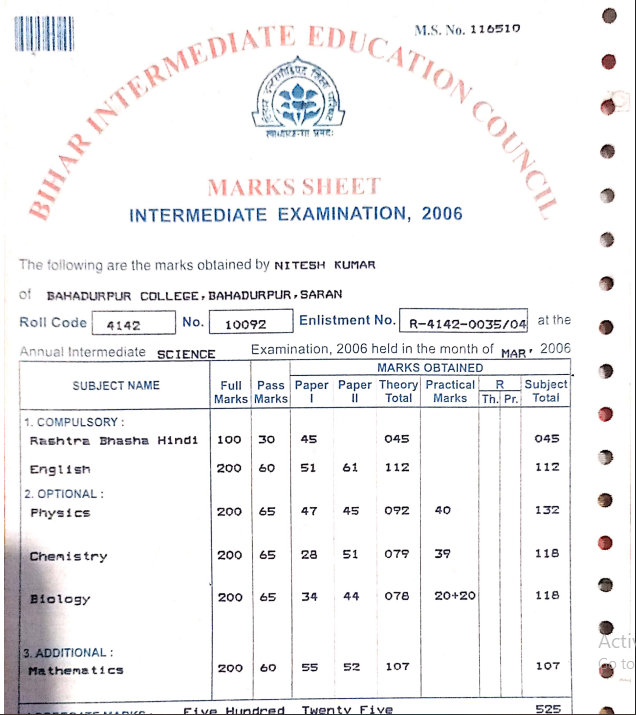 M.S. No. 116510
BIHAR INTERMEDIATE EDUCATION COUNCIL
MARKS SHEET
INTERMEDIATE EXAMINATION, 2006
The following are the marks obtained by NITESH KUMAR
of BAHADURPUR COLLEGE,BAHADURPUR,SARAN
Roll Code 4142 No. 10092 Enlistment No. R-4142-0035/04 at the
Annual Intermediate SCIENCE Examination, 2006 held in the month of MAR' 2006
MARKS OBTAINED
SUBJECT NAME Full Marks Pass Marks Paper I Paper II Theory Total Practical Marks R Th. Pr. Subject Total
1. COMPULSORY :
Rashtra Bhasha Hindi 100 30 45 045 045
English 200 60 51 61 112 112
2. OPTIONAL :
Physics 200 65 47 45 092 40 132
Chemistry 200 65 28 51 079 39 118
Biology 200 65 34 44 078 20+20 118
3. ADDITIONAL :
Mathematics 200 60 55 52 107 107
Five Hundred Twenty Five 525